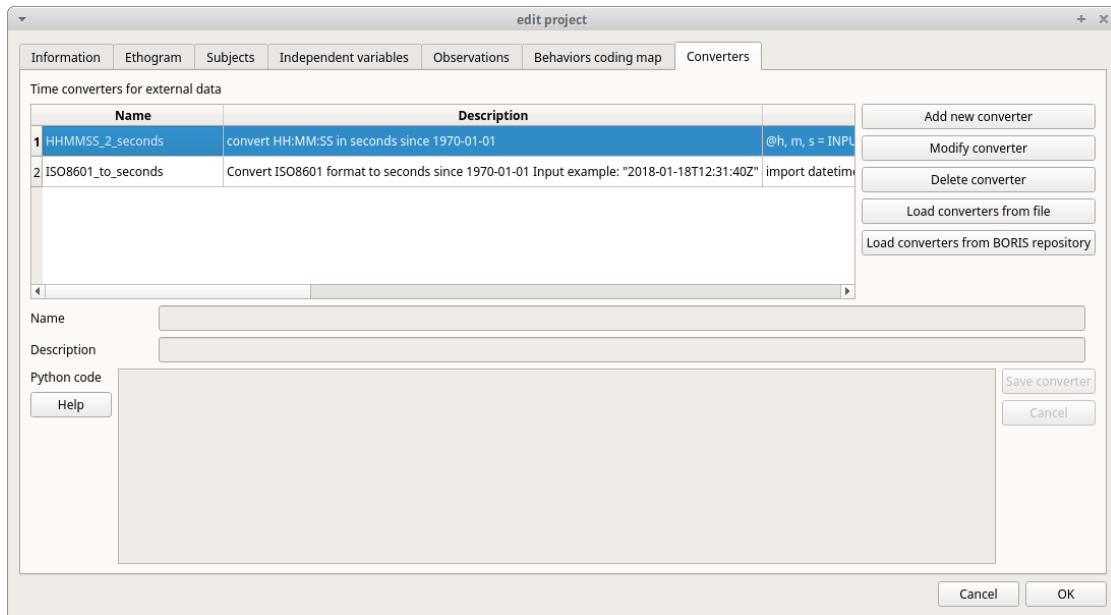 edit project
Information Ethogram Subjects Independent variables Observations Behaviors coding map Converters
Time converters for external data
Name Description
1 HHMMSS_2_seconds convert HH:MM:SS in seconds since 1970-01-01 @h, m, s = INPU
2 ISO8601_to_seconds Convert ISO8601 format to seconds since 1970-01-01 Input example: "2018-01-18T12:31:40Z" import datetime
Add new converter
Modify converter
Delete converter
Load converters from file
Load converters from BORIS repository
Name
Description
Python code
Help
Save converter
Cancel
Cancel OK